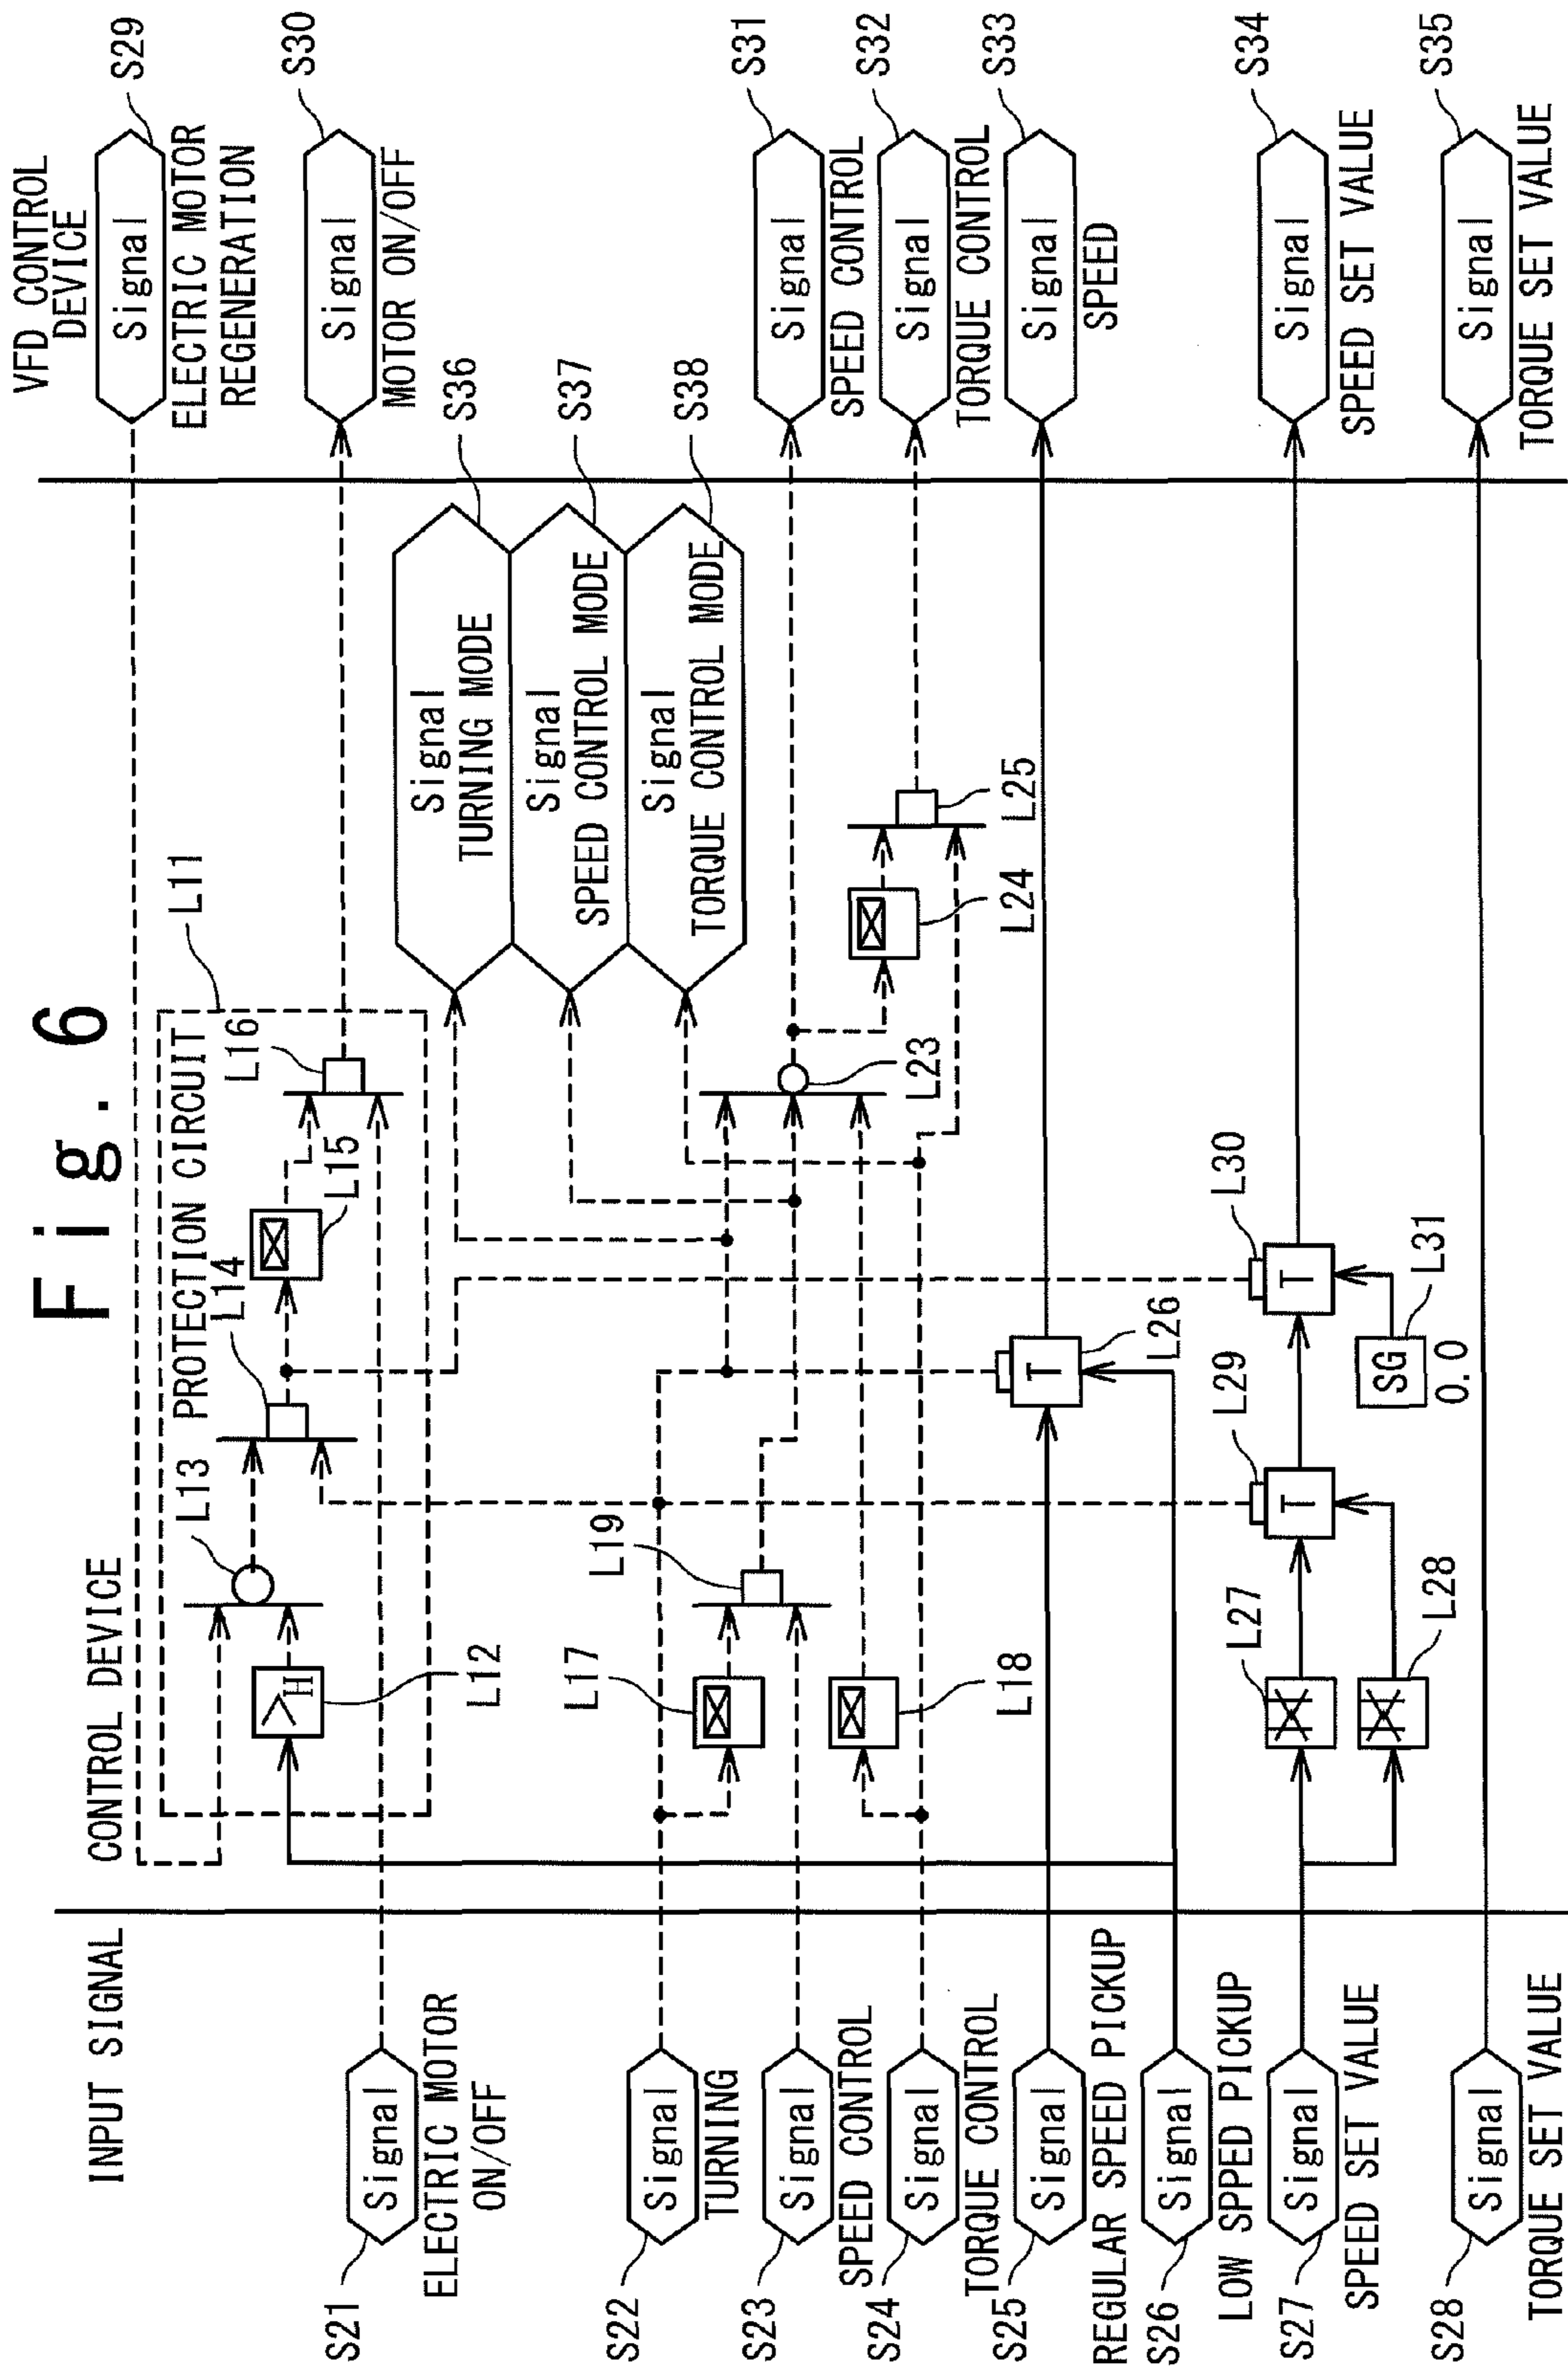 Fig. 6
INPUT SIGNAL
CONTROL DEVICE
VFD CONTROL
DEVICE
Signal
S29
ELECTRIC MOTOR
REGENERATION
PROTECTION CIRCUIT
L11
L12
H
L13
L14
L15
L16
S21
Signal
ELECTRIC MOTOR
ON/OFF
Signal
S30
MOTOR ON/OFF
Signal
TURNING MODE
S36
Signal
SPEED CONTROL MODE
S37
Signal
TORQUE CONTROL MODE
S38
S22
Signal
TURNING
L17
L19
S23
Signal
SPEED CONTROL
L18
L23
Signal
S31
SPEED CONTROL
S24
Signal
TORQUE CONTROL
L24
L25
Signal
S32
TORQUE CONTROL
S25
Signal
REGULAR SPEED PICKUP
T
L26
Signal
S33
SPEED
S26
Signal
LOW SPPED PICKUP
S27
Signal
SPEED SET VALUE
L27
L28
T
L29
T
L30
SG
0.0
L31
Signal
S34
SPEED SET VALUE
S28
Signal
TORQUE SET VALUE
Signal
S35
TORQUE SET VALUE